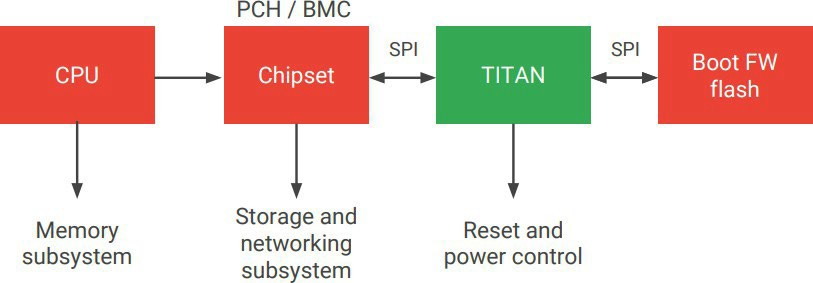 PCH / BMC
CPU
Chipset
SPI
TITAN
SPI
Boot FW
flash
Memory
subsystem
Storage and
networking
subsystem
Reset and
power control